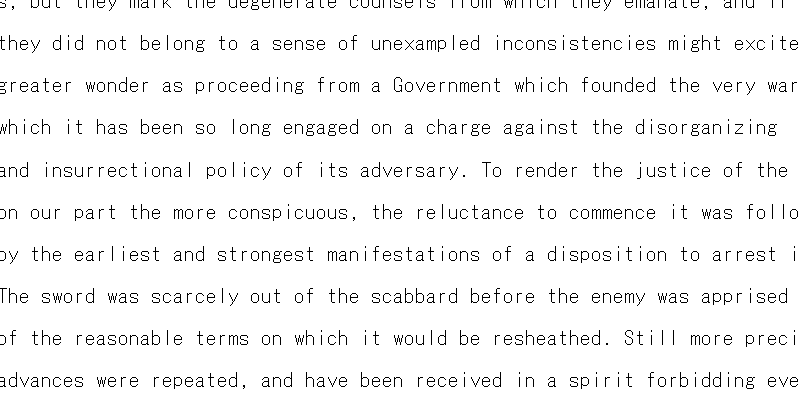 s, but they mark the degenerate counsels from which they emanate, and if
they did not belong to a sense of unexampled inconsistencies might excite
greater wonder as proceeding from a Government which founded the very war
which it has been so long engaged on a charge against the disorganizing
and insurrectional policy of its adversary. To render the justice of the
on our part the more conspicuous, the reluctance to commence it was follo
by the earliest and strongest manifestations of a disposition to arrest i
The sword was scarcely out of the scabbard before the enemy was apprised
of the reasonable terms on which it would be resheathed. Still more preci
advances were repeated, and have been received in a spirit forbidding eve